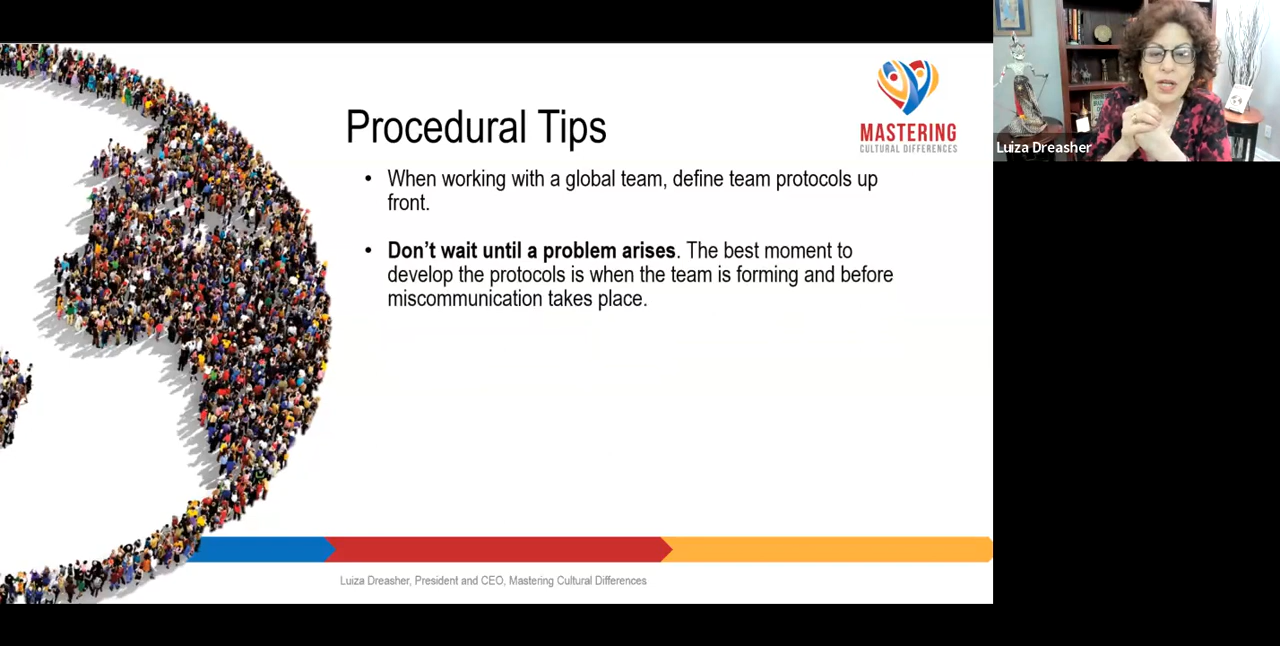 Procedural Tips
MASTERING
CULTURAL DIFFERENCES
• When working with a global team, define team protocols up
front.
• Don’t wait until a problem arises. The best moment to
develop the protocols is when the team is forming and before
miscommunication takes place.
Luiza Dreasher, President and CEO, Mastering Cultural Differences
Luiza Dreasher